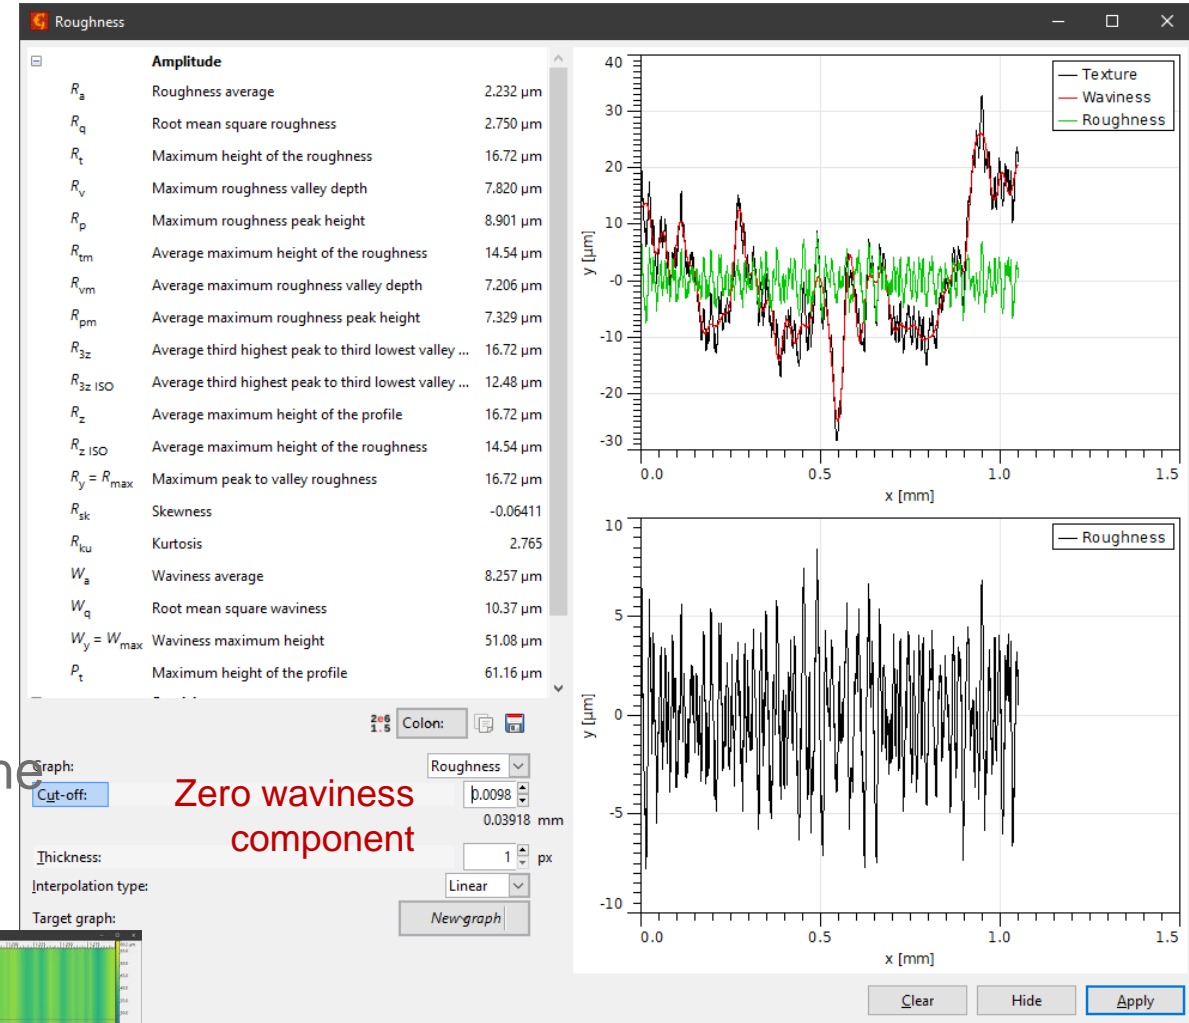 Roughness
Amplitude
Ra Roughness average 2.232 µm
Rq Root mean square roughness 2.750 µm
Rt Maximum height of the roughness 16.72 µm
Rv Maximum roughness valley depth 7.820 µm
Rp Maximum roughness peak height 8.901 µm
Rtm Average maximum height of the roughness 14.54 µm
Rvm Average maximum roughness valley depth 7.206 µm
Rpm Average maximum roughness peak height 7.329 µm
R3z Average third highest peak to third lowest valley ... 16.72 µm
R3z ISO Average third highest peak to third lowest valley ... 12.48 µm
Rz Average maximum height of the profile 16.72 µm
Rz ISO Average maximum height of the roughness 14.54 µm
Ry = Rmax Maximum peak to valley roughness 16.72 µm
Rsk Skewness -0.06411
Rku Kurtosis 2.765
Wa Waviness average 8.257 µm
Wq Root mean square waviness 10.37 µm
Wy = Wmax Waviness maximum height 51.08 µm
Pt Maximum height of the profile 61.16 µm
2e6
1.5
Colon:
ne
Graph: Roughness
Cut-off: 0.0098
0.03918 mm
Zero waviness
component
Thickness: 1 px
Interpolation type: Linear
Target graph: New graph
40
30
20
10
-0
-10
-20
-30
y [µm]
Texture
Waviness
Roughness
0.0 0.5 1.0 1.5
x [mm]
10
5
0
-5
-10
y [µm]
Roughness
0.0 0.5 1.0 1.5
x [mm]
Clear Hide Apply